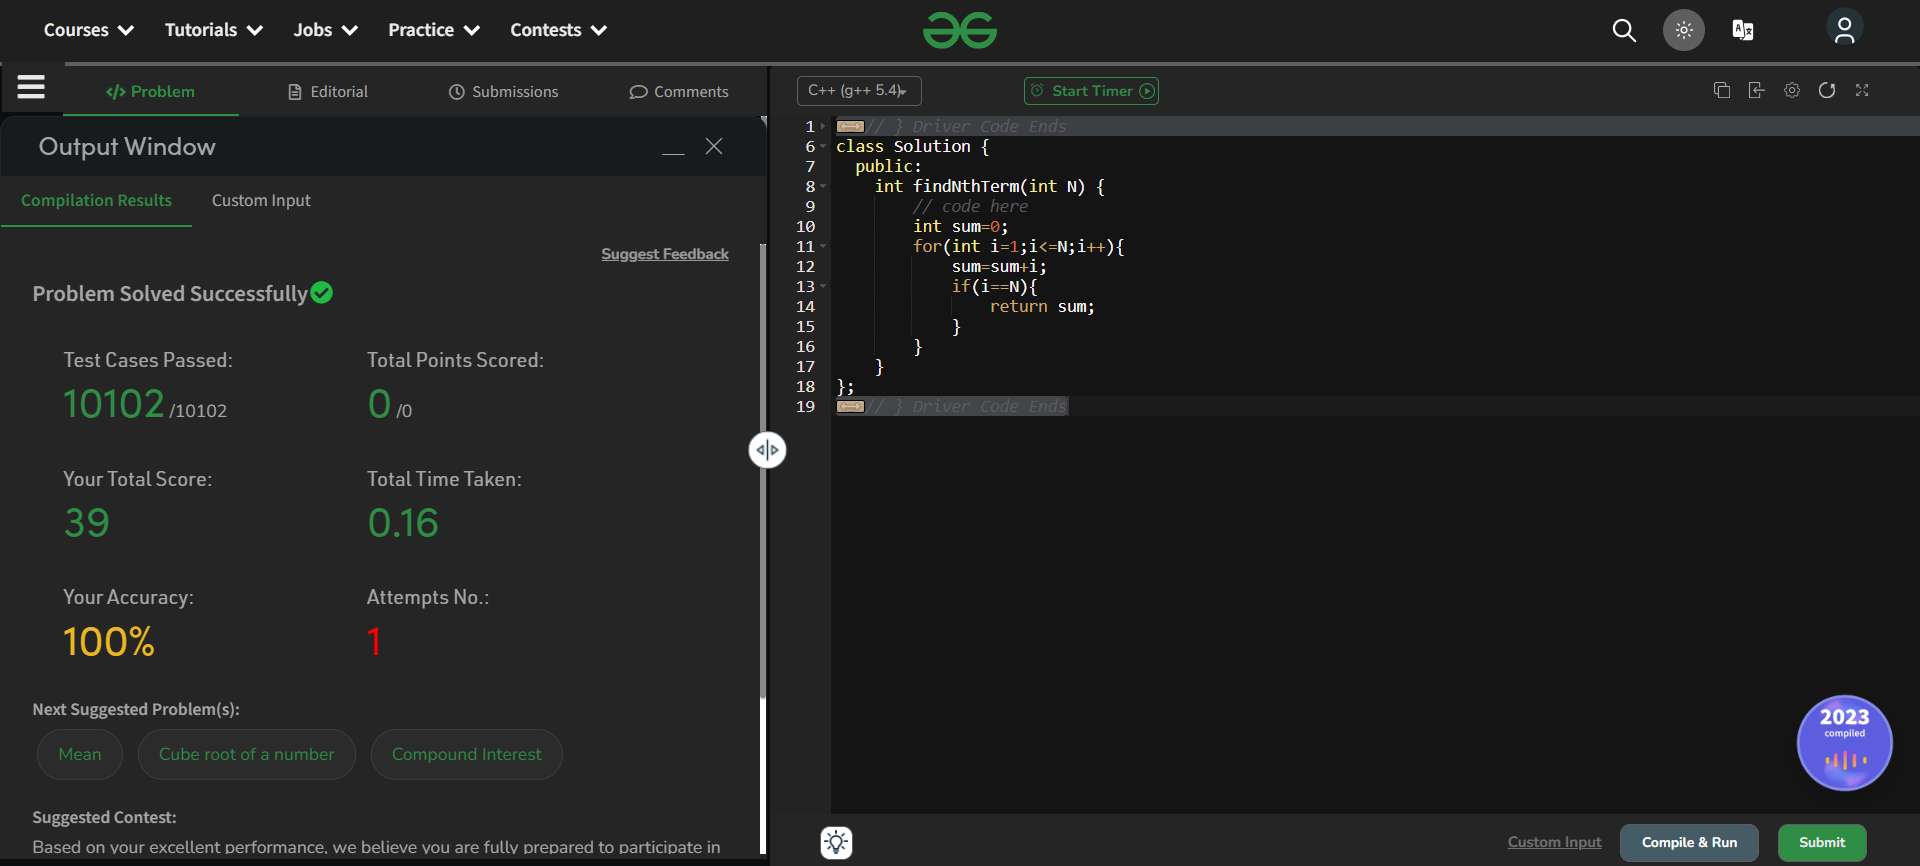 Courses Tutorials Jobs Practice Contests
</> Problem Editorial Submissions Comments
Output Window
Compilation Results Custom Input
Suggest Feedback
Problem Solved Successfully
Test Cases Passed: Total Points Scored:
10102 /10102 0 /0
Your Total Score: Total Time Taken:
39 0.16
Your Accuracy: Attempts No.:
100% 1
Next Suggested Problem(s):
Mean Cube root of a number Compound Interest
Suggested Contest:
Based on your excellent performance, we believe you are fully prepared to participate in
C++ (g++ 5.4) Start Timer
1 // } Driver Code Ends
6 class Solution {
7 public:
8 int findNthTerm(int N) {
9 // code here
10 int sum=0;
11 for(int i=1;i<=N;i++){
12 sum=sum+i;
13 if(i==N){
14 return sum;
15 }
16 }
17 }
18 };
19 // } Driver Code Ends
2023
compiled
Custom Input Compile & Run Submit